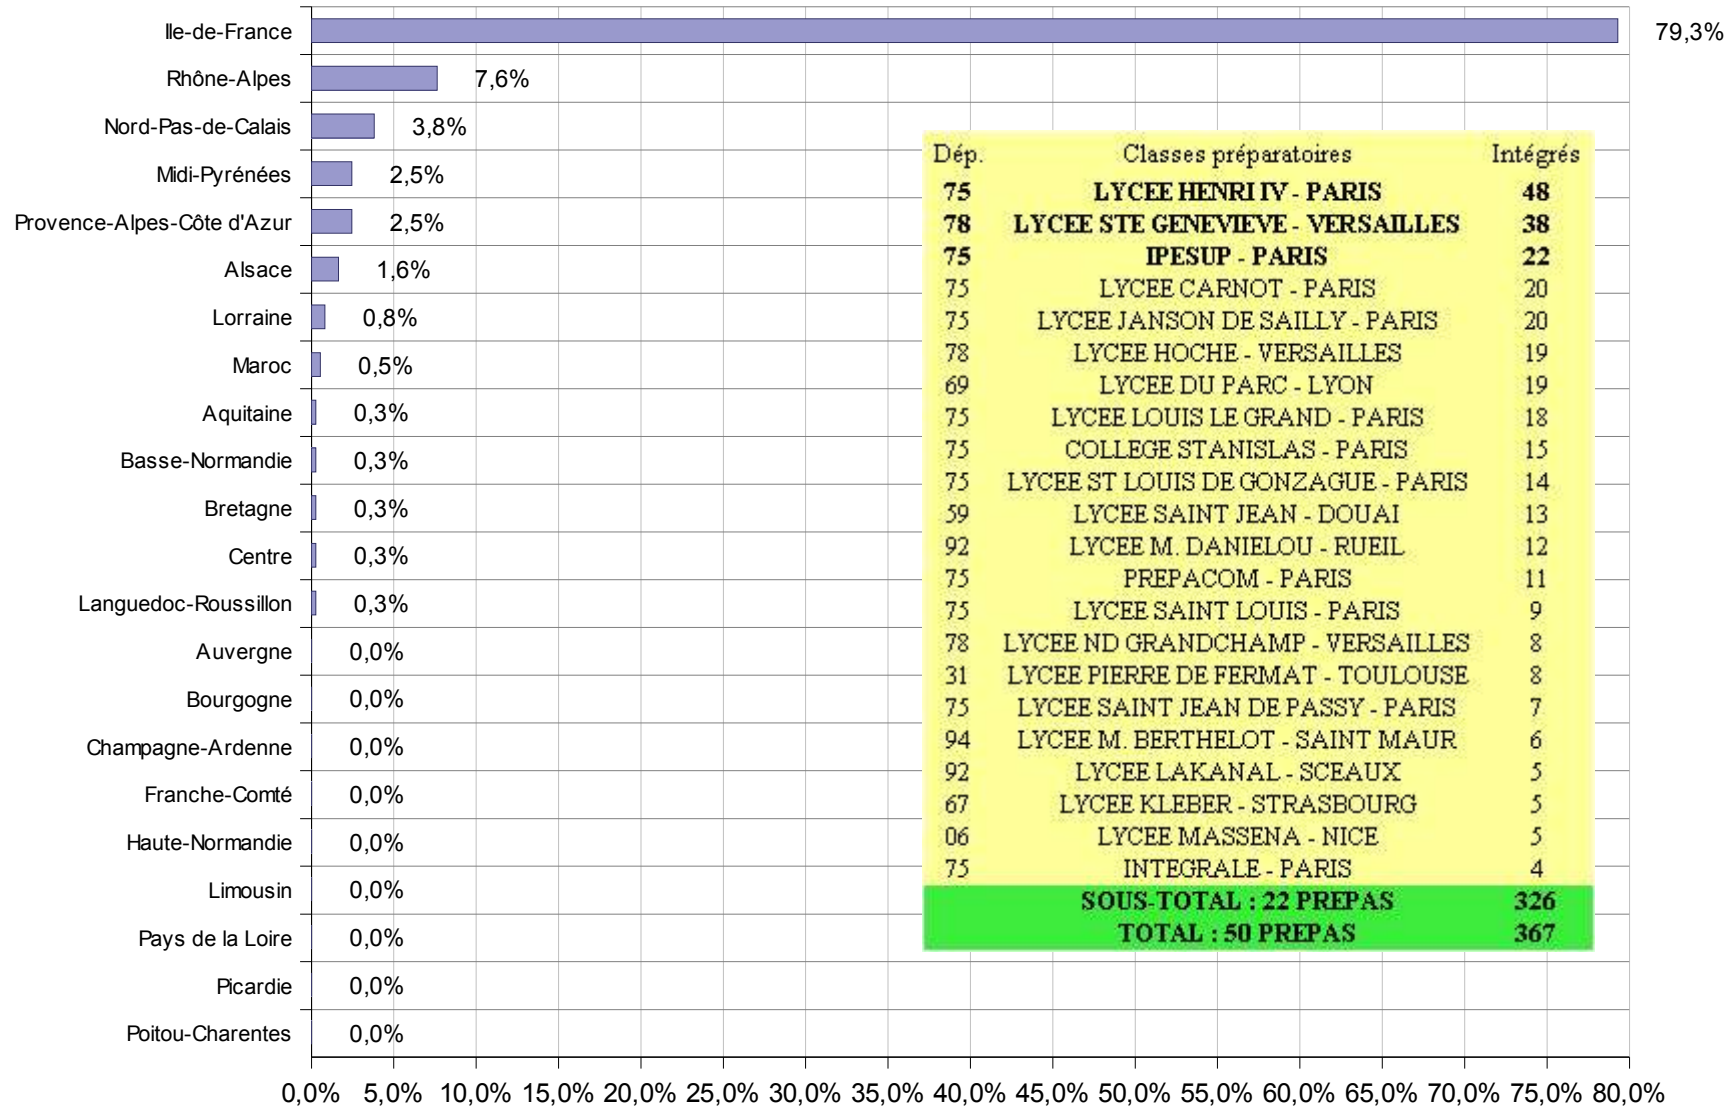 Ile-de-France 79,3%
Rhône-Alpes 7,6%
Nord-Pas-de-Calais 3,8%
Midi-Pyrénées 2,5%
Provence-Alpes-Côte d'Azur 2,5%
Alsace 1,6%
Lorraine 0,8%
Maroc 0,5%
Aquitaine 0,3%
Basse-Normandie 0,3%
Bretagne 0,3%
Centre 0,3%
Languedoc-Roussillon 0,3%
Auvergne 0,0%
Bourgogne 0,0%
Champagne-Ardenne 0,0%
Franche-Comté 0,0%
Haute-Normandie 0,0%
Limousin 0,0%
Pays de la Loire 0,0%
Picardie 0,0%
Poitou-Charentes 0,0%
0,0% 5,0% 10,0% 15,0% 20,0% 25,0% 30,0% 35,0% 40,0% 45,0% 50,0% 55,0% 60,0% 65,0% 70,0% 75,0% 80,0%
Dép. Classes préparatoires Intégrés
75 LYCEE HENRI IV - PARIS 48
78 LYCEE STE GENEVIEVE - VERSAILLES 38
75 IPESUP - PARIS 22
75 LYCEE CARNOT - PARIS 20
75 LYCEE JANSON DE SAILLY - PARIS 20
78 LYCEE HOCHE - VERSAILLES 19
69 LYCEE DU PARC - LYON 19
75 LYCEE LOUIS LE GRAND - PARIS 18
75 COLLEGE STANISLAS - PARIS 15
75 LYCEE ST LOUIS DE GONZAGUE - PARIS 14
59 LYCEE SAINT JEAN - DOUAI 13
92 LYCEE M. DANIELOU - RUEIL 12
75 PREPACOM - PARIS 11
75 LYCEE SAINT LOUIS - PARIS 9
78 LYCEE ND GRANDCHAMP - VERSAILLES 8
31 LYCEE PIERRE DE FERMAT - TOULOUSE 8
75 LYCEE SAINT JEAN DE PASSY - PARIS 7
94 LYCEE M. BERTHELOT - SAINT MAUR 6
92 LYCEE LAKANAL - SCEAUX 5
67 LYCEE KLEBER - STRASBOURG 5
06 LYCEE MASSENA - NICE 5
75 INTEGRALE - PARIS 4
SOUS-TOTAL : 22 PREPAS 326
TOTAL : 50 PREPAS 367